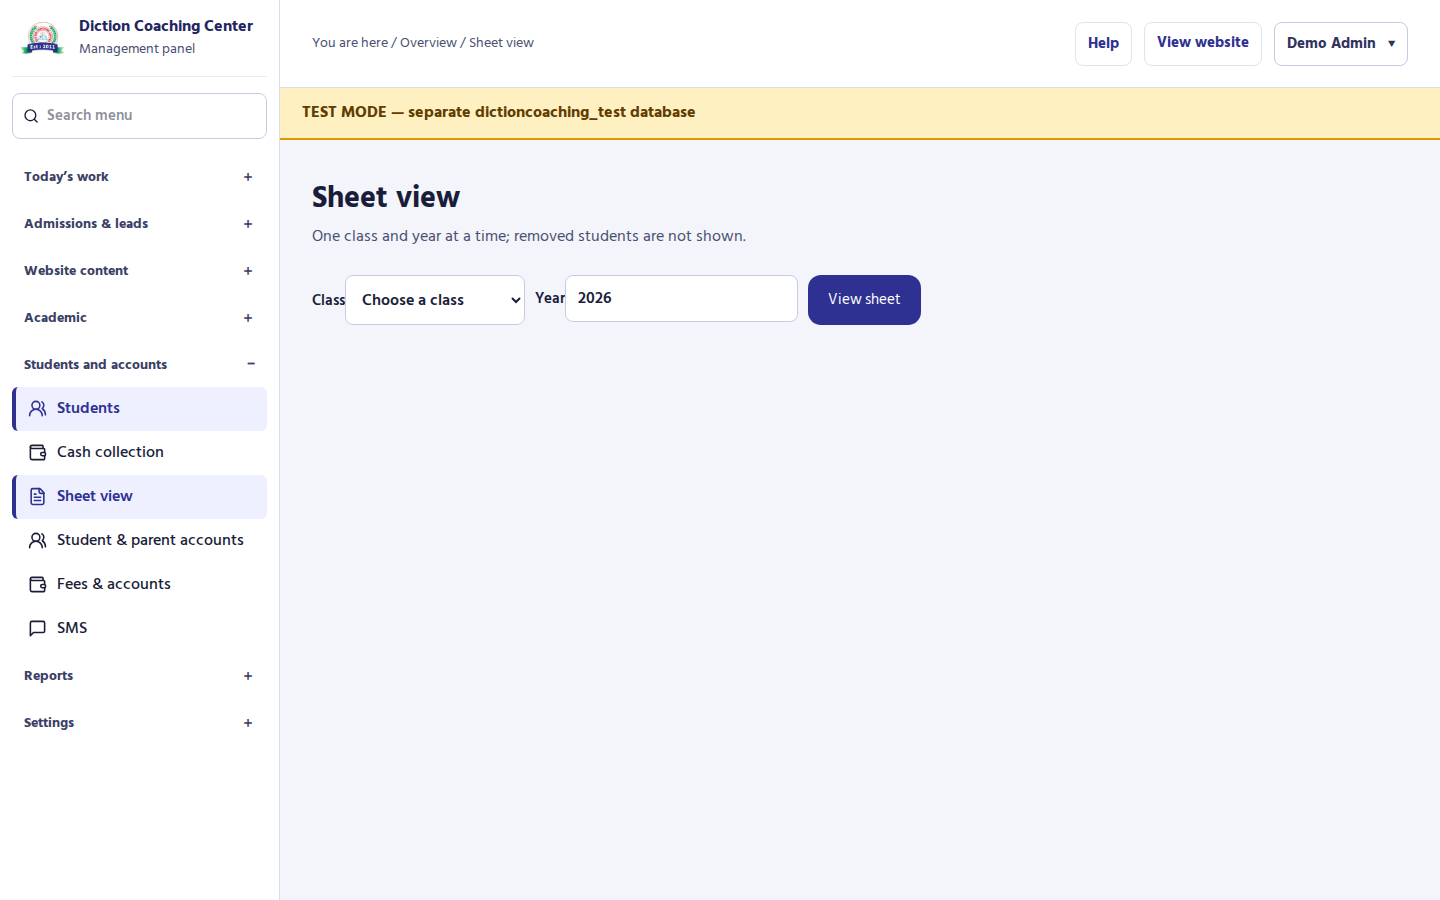 Diction Coaching Center
Management panel
Est : 2011
Search menu
Today’s work +
Admissions & leads +
Website content +
Academic +
Students and accounts −
Students
Cash collection
Sheet view
Student & parent accounts
Fees & accounts
SMS
Reports +
Settings +
You are here / Overview / Sheet view
Help
View website
Demo Admin ▾
TEST MODE — separate dictioncoaching_test database
Sheet view
One class and year at a time; removed students are not shown.
Class Choose a class Year 2026 View sheet